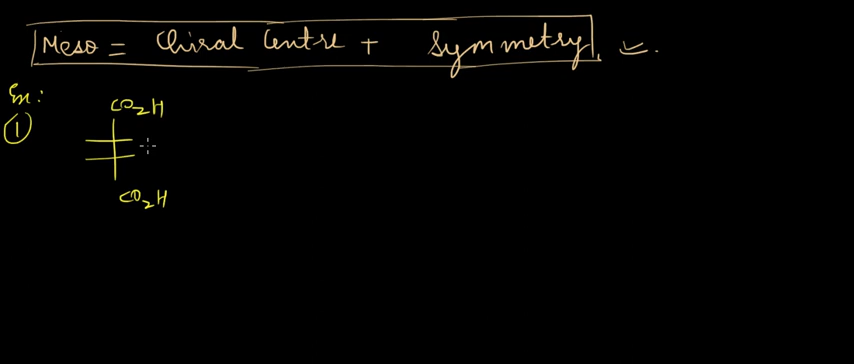 Meso = Chiral Centre + Symmetry.
Ex:
①
CO₂H
CO₂H